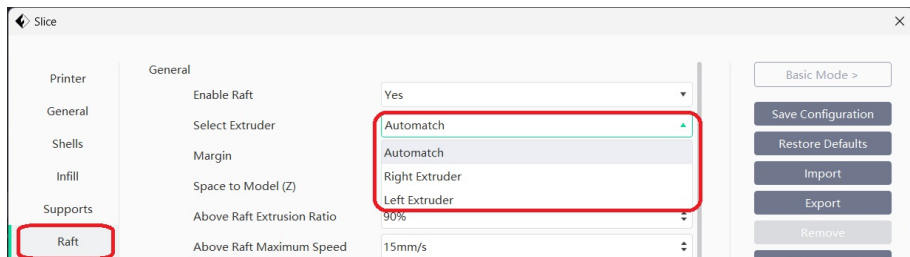 Slice
Printer
General
Shells
Infill
Supports
Raft
General
Enable Raft Yes
Select Extruder Automatch
Margin Automatch
Space to Model (Z) Right Extruder
Left Extruder
Above Raft Extrusion Ratio 90%
Above Raft Maximum Speed 15mm/s
Basic Mode >
Save Configuration
Restore Defaults
Import
Export
Remove